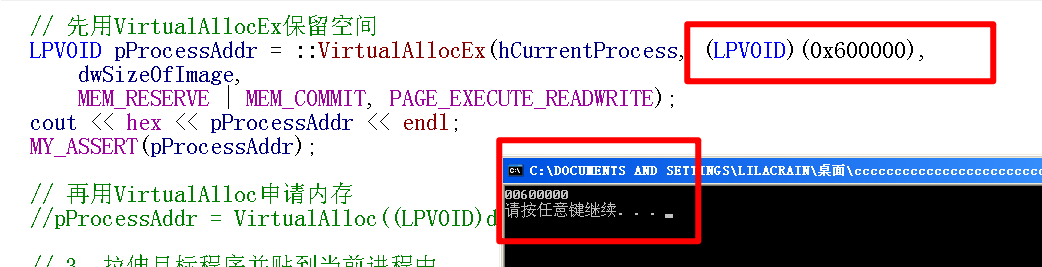 // 先用VirtualAllocEx保留空间
LPVOID pProcessAddr = ::VirtualAllocEx(hCurrentProcess, (LPVOID)(0x600000),
dwSizeOfImage,
MEM_RESERVE | MEM_COMMIT, PAGE_EXECUTE_READWRITE);
cout << hex << pProcessAddr << endl;
MY_ASSERT(pProcessAddr);
C:\DOCUMENTS AND SETTINGS\LILACRAIN\桌面\cccccccccccccccccccccccc
// 再用VirtualAlloc申请内存
00600000
//pProcessAddr = VirtualAlloc((LPVOID)d
请按任意键继续. . .